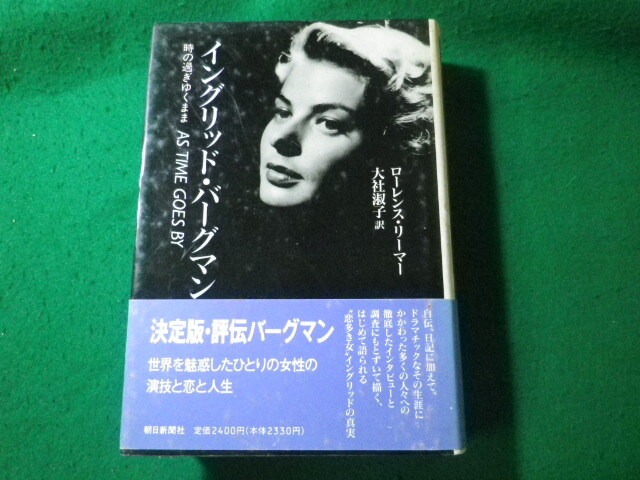 イングリッド・バーグマン
時の過ぎゆくまま AS TIME GOES BY
ローレンス・リーマー
大社淑子 訳
決定版・評伝バーグマン
世界を魅惑したひとりの女性の
演技と恋と人生
自伝、日記に加えて、
ドラマチックなその生涯に
かかわった多くの人々への
徹底したインタビューと
調査にもとずいて描く、
はじめて語られる
“恋多き女”イングリッドの真実
朝日新聞社 定価2400円(本体2330円)